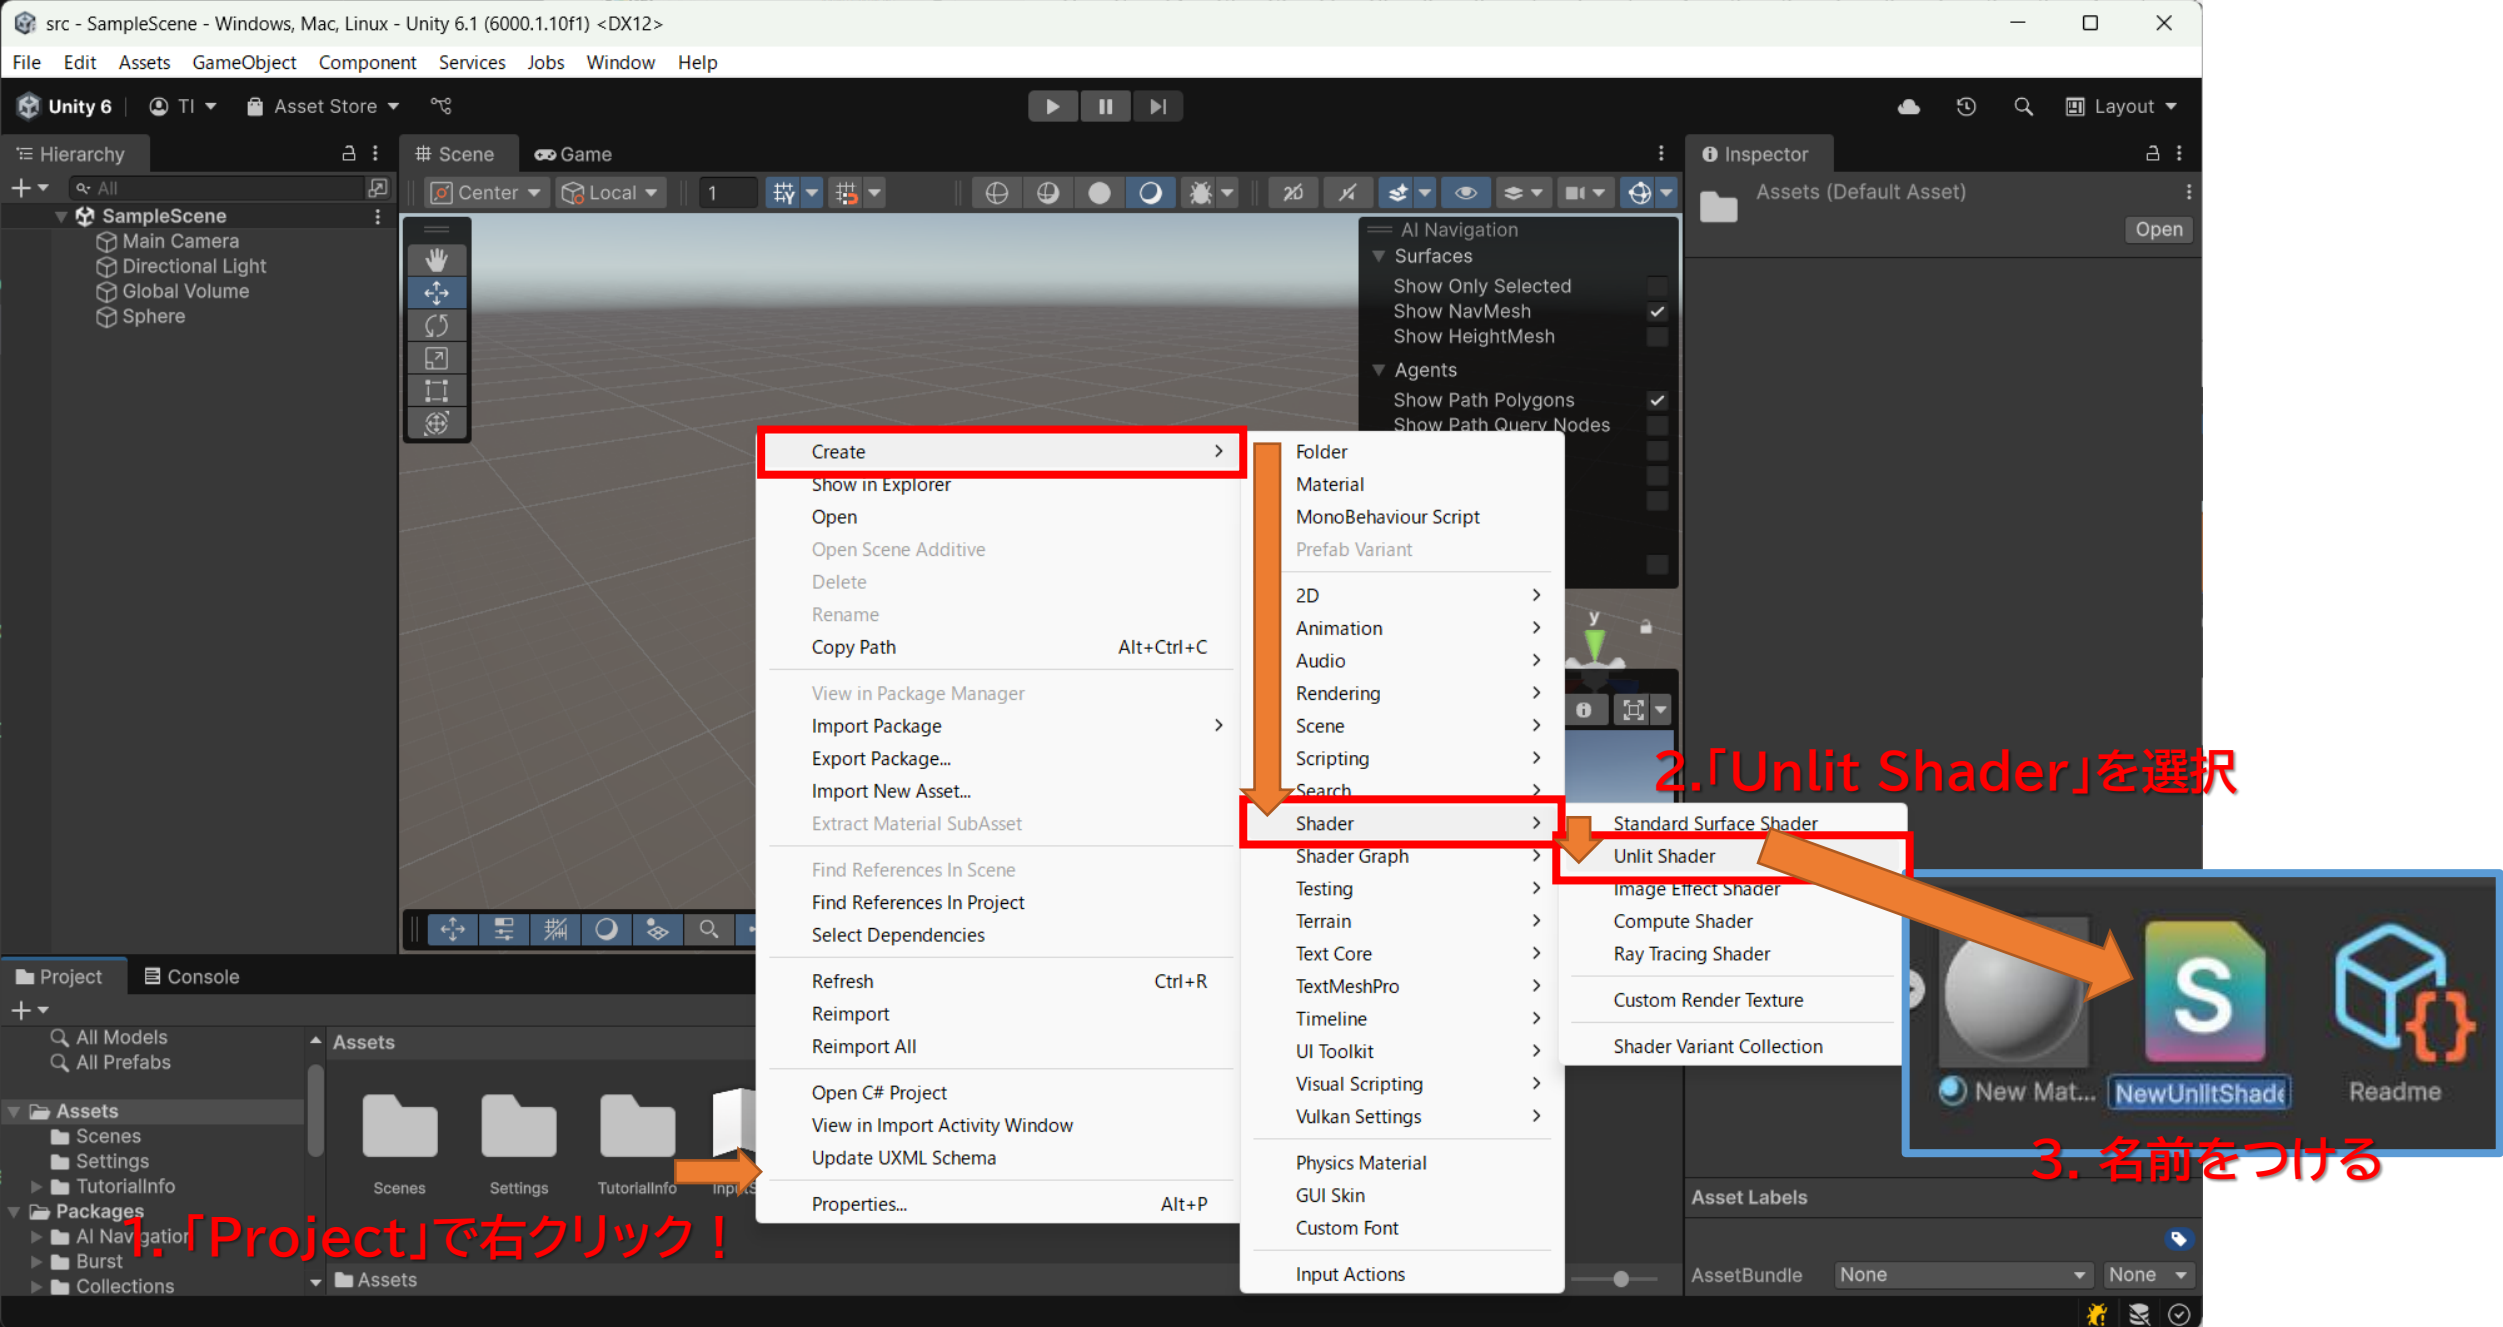 src - SampleScene - Windows, Mac, Linux - Unity 6.1 (6000.1.10f1) <DX12>
File Edit Assets GameObject Component Services Jobs Window Help
Unity 6 TI Asset Store Layout
Hierarchy
All
SampleScene
Main Camera
Directional Light
Global Volume
Sphere
Scene Game
Center Local 1 2D
AI Navigation
Surfaces
Show Only Selected
Show NavMesh
Show HeightMesh
Agents
Show Path Polygons
Show Path Query Nodes
y
Inspector
Assets (Default Asset)
Open
Create
Show in Explorer
Open
Open Scene Additive
Delete
Rename
Copy Path Alt+Ctrl+C
View in Package Manager
Import Package
Export Package...
Import New Asset...
Extract Material SubAsset
Find References In Scene
Find References In Project
Select Dependencies
Refresh Ctrl+R
Reimport
Reimport All
Open C# Project
View in Import Activity Window
Update UXML Schema
Properties... Alt+P
Folder
Material
MonoBehaviour Script
Prefab Variant
2D
Animation
Audio
Rendering
Scene
Scripting
Search
Shader
Shader Graph
Testing
Terrain
Text Core
TextMeshPro
Timeline
UI Toolkit
Visual Scripting
Vulkan Settings
Physics Material
GUI Skin
Custom Font
Input Actions
2.「Unlit Shader」を選択
Standard Surface Shader
Unlit Shader
Image Effect Shader
Compute Shader
Ray Tracing Shader
Custom Render Texture
Shader Variant Collection
S
New Mat... NewUnlitShade Readme
3. 名前をつける
Project Console
All Models
All Prefabs
Assets
Scenes
Settings
TutorialInfo
Packages
AI Navigation
Burst
Collections
Assets
Scenes Settings TutorialInfo InputS
1.「Project」で右クリック！
Assets
Asset Labels
AssetBundle None None